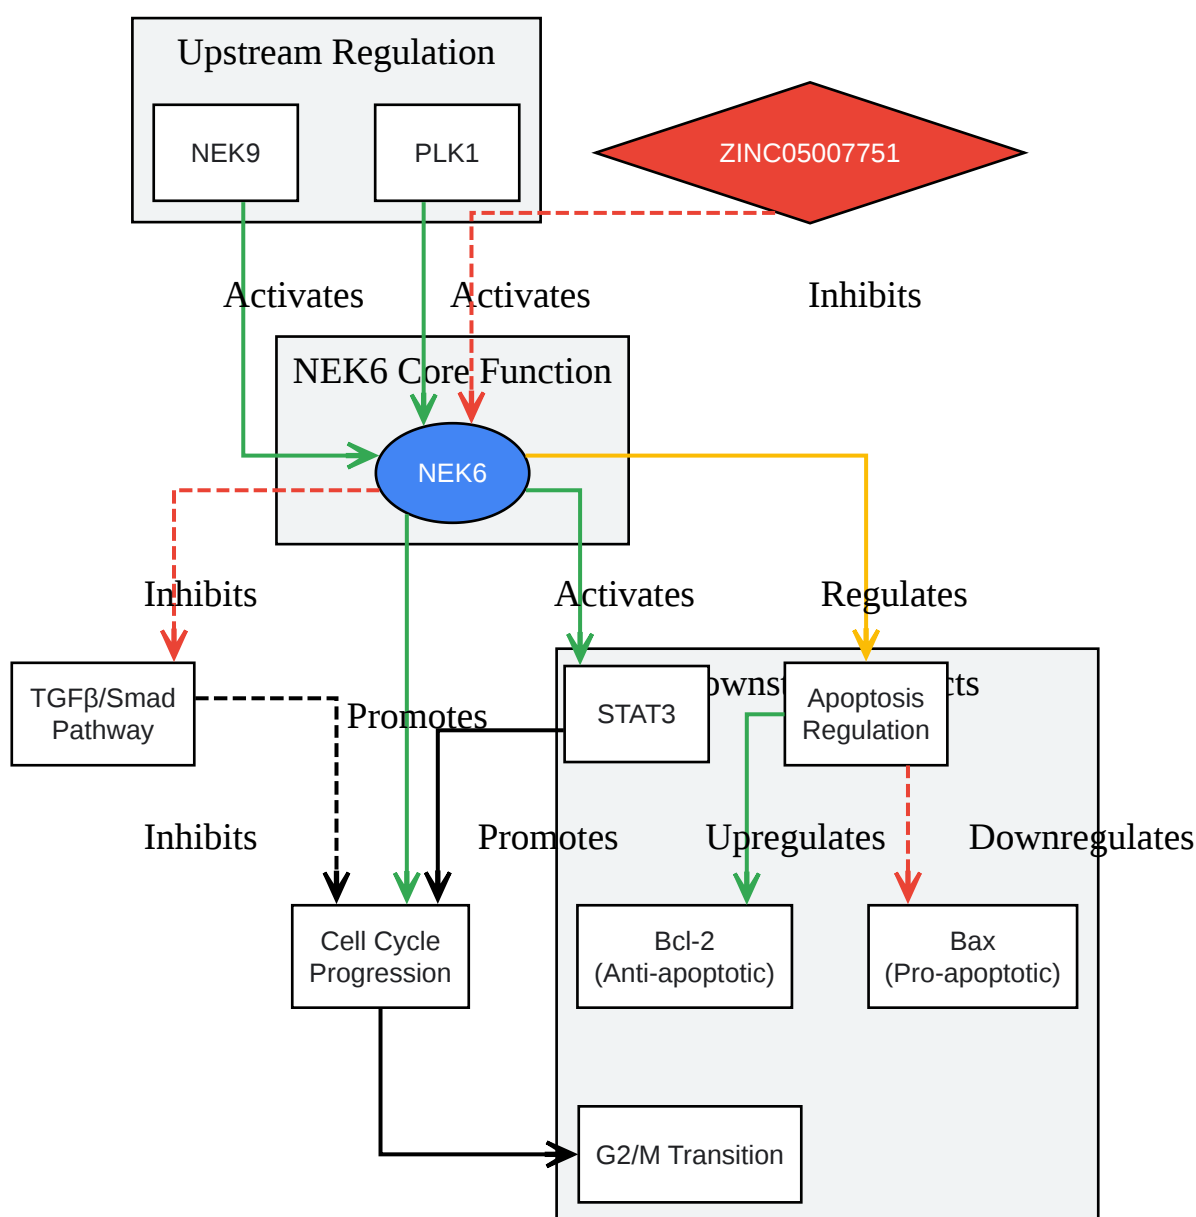 Upstream Regulation
NEK9
PLK1
ZINC05007751
Activates
Activates
Inhibits
NEK6 Core Function
NEK6
Inhibits
Activates
Regulates
TGFβ/Smad
Pathway
Promotes
STAT3
Apoptosis
Regulation
Inhibits
Promotes
Upregulates
Downregulates
Cell Cycle
Progression
Bcl-2
(Anti-apoptotic)
Bax
(Pro-apoptotic)
G2/M Transition